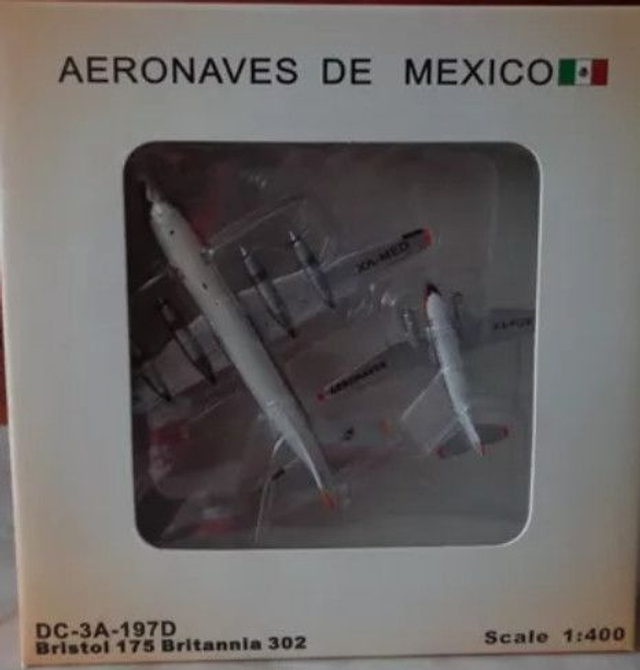 AERONAVES DE MEXICO
XA-MED
AERONAVES
DC-3A-197D
Bristol 175 Britannia 302
Scale 1:400